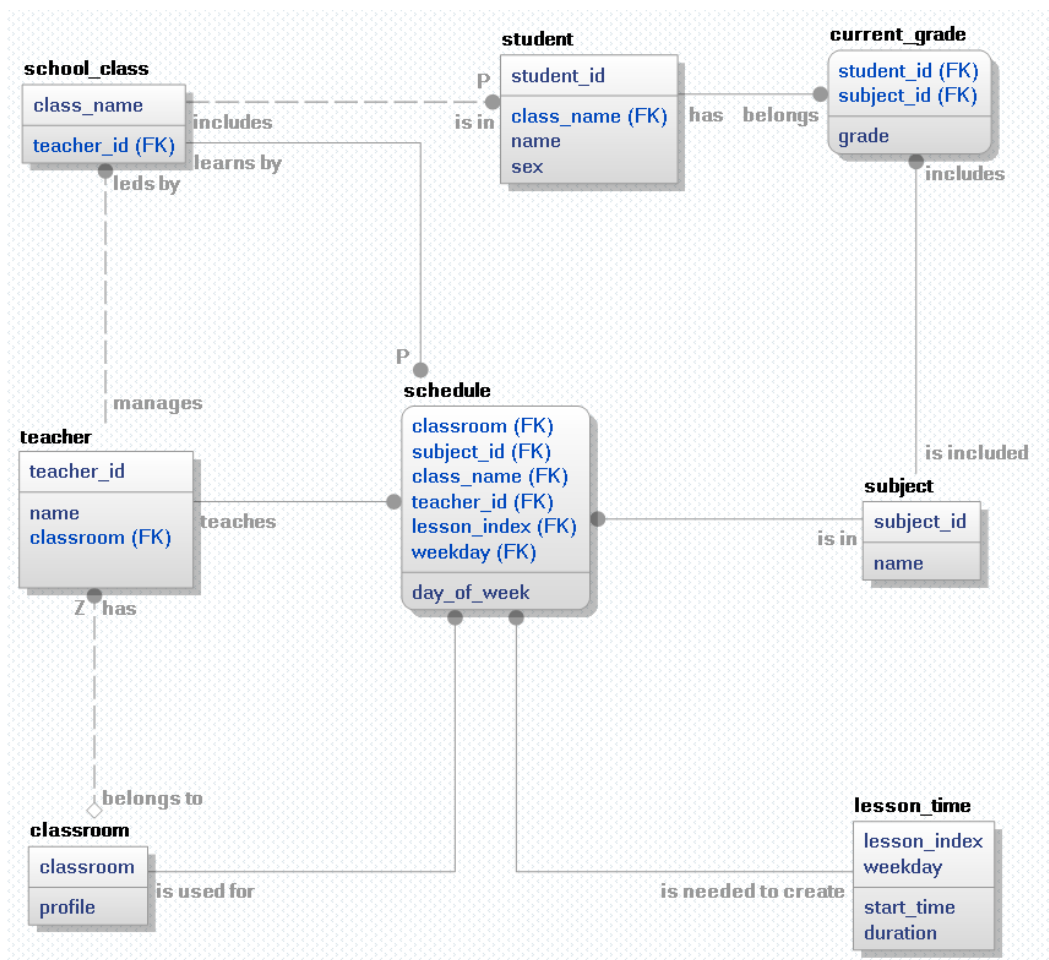 school_class
class_name
teacher_id (FK)
includes
learns by
leds by
P
is in
student
student_id
class_name (FK)
name
sex
has
belongs
current_grade
student_id (FK)
subject_id (FK)
grade
includes
is included
manages
teacher
teacher_id
name
classroom (FK)
teaches
Z
has
P
schedule
classroom (FK)
subject_id (FK)
class_name (FK)
teacher_id (FK)
lesson_index (FK)
weekday (FK)
day_of_week
subject
subject_id
name
is in
belongs to
classroom
classroom
profile
is used for
is needed to create
lesson_time
lesson_index
weekday
start_time
duration